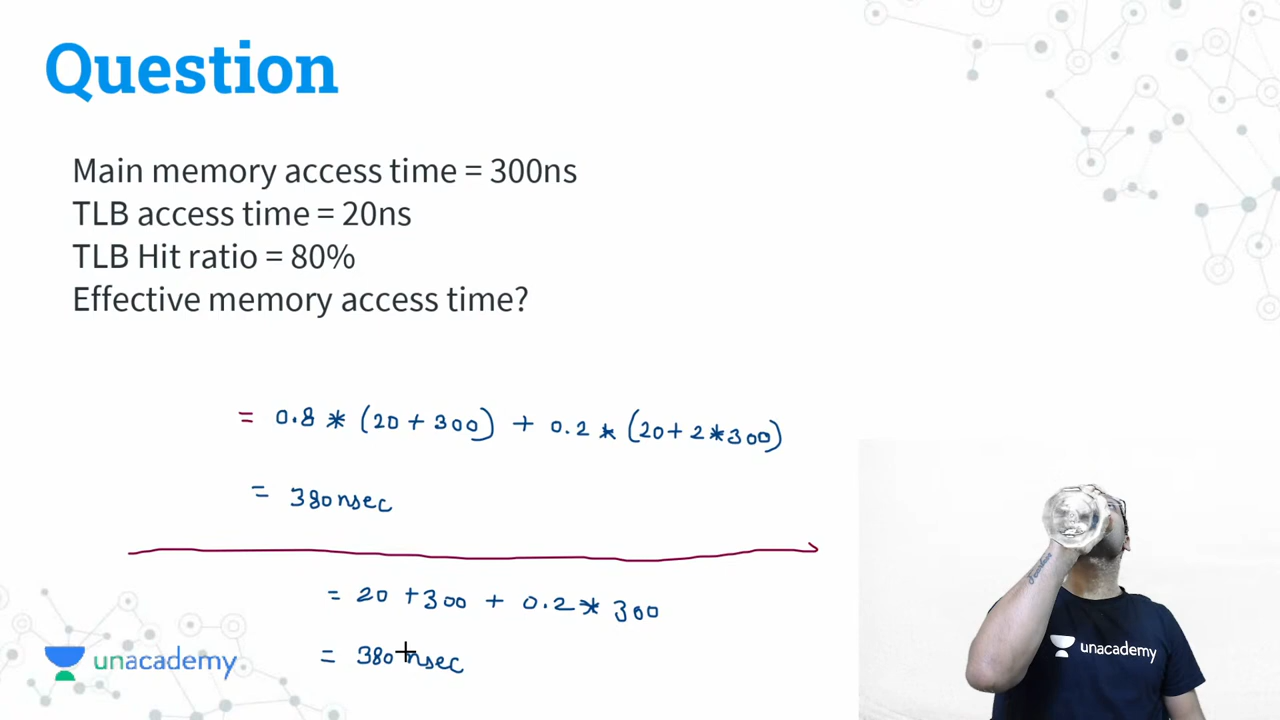 Question
Main memory access time = 300ns
TLB access time = 20ns
TLB Hit ratio = 80%
Effective memory access time?
= 0.8 * (20 + 300) + 0.2 * (20 + 2*300)
= 380nsec
= 20 +300 + 0.2* 300
= 380nsec
unacademy
unacademy